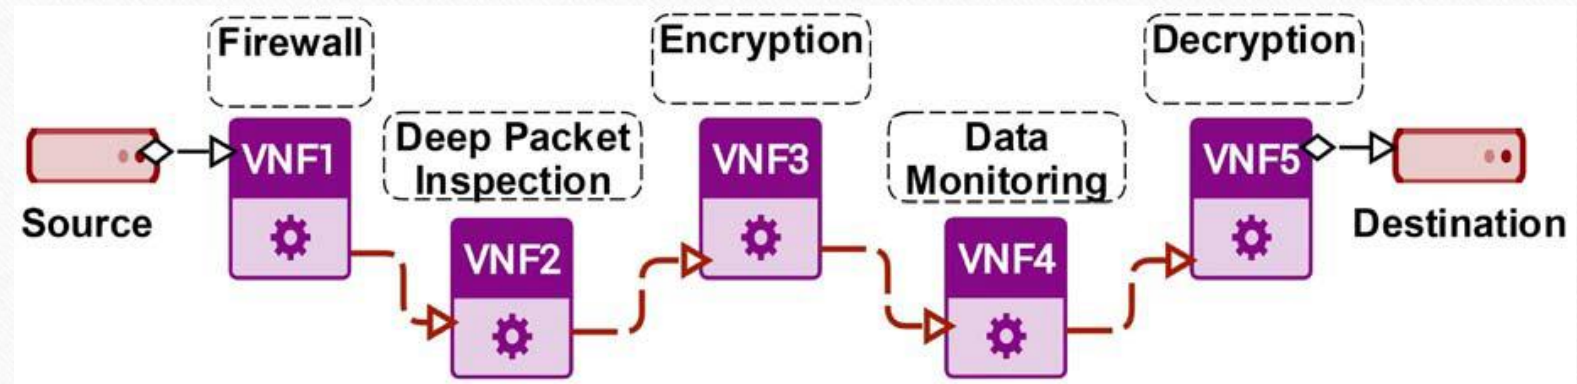 Firewall
Encryption
Decryption
Deep Packet
Inspection
Data
Monitoring
VNF1
VNF3
VNF5
Source
Destination
VNF2
VNF4